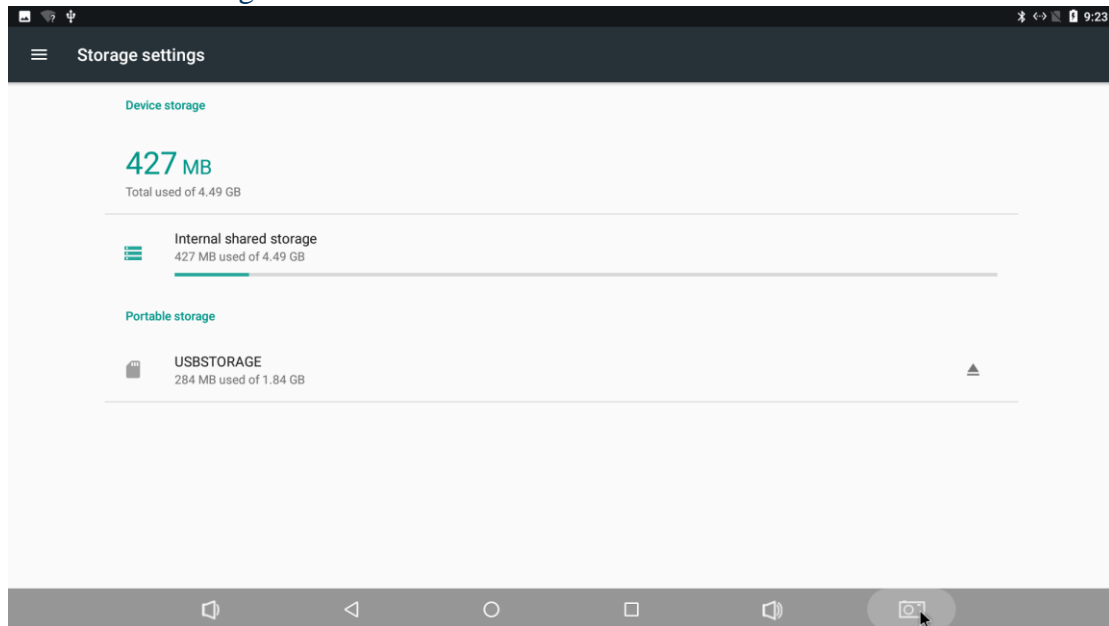 9:23
Storage settings
Device storage
427 MB
Total used of 4.49 GB
Internal shared storage
427 MB used of 4.49 GB
Portable storage
USBSTORAGE
284 MB used of 1.84 GB